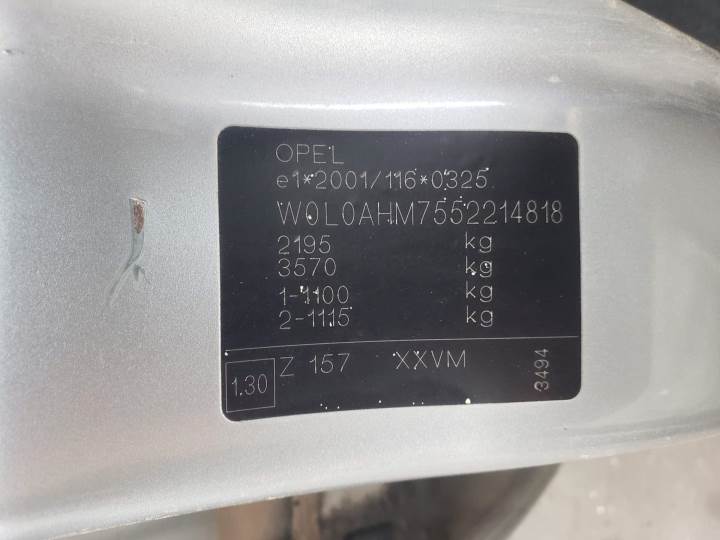 OPEL
e1*2001/116*0325
W0L0AHM7552214818
2195 kg
3570 kg
1-1100 kg
2-1115 kg
1.30 Z 157 XXVM 3494